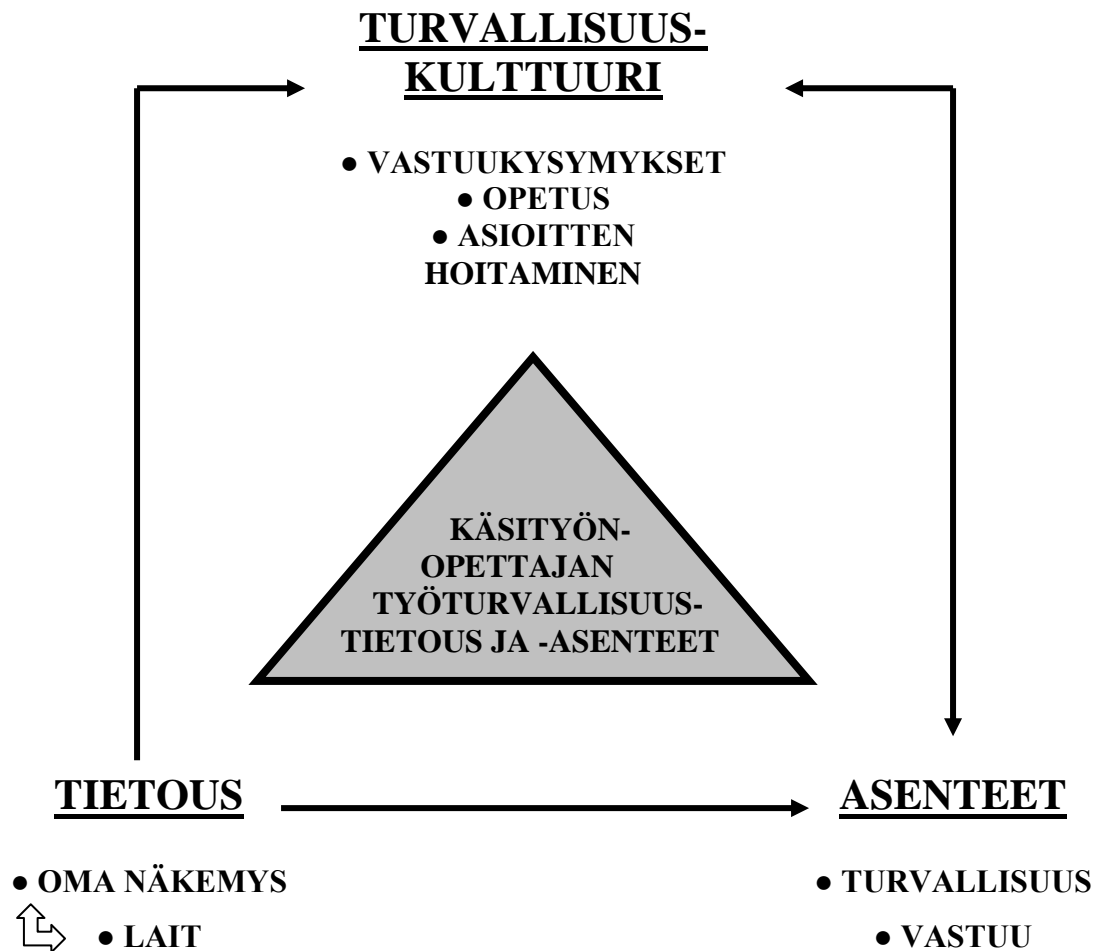 TURVALLISUUS-
KULTTUURI
● VASTUUKYSYMYKSET
● OPETUS
● ASIOITTEN
HOITAMINEN
KÄSITYÖN-
OPETTAJAN
TYÖTURVALLISUUS-
TIETOUS JA -ASENTEET
TIETOUS
● OMA NÄKEMYS
● LAIT
ASENTEET
● TURVALLISUUS
● VASTUU